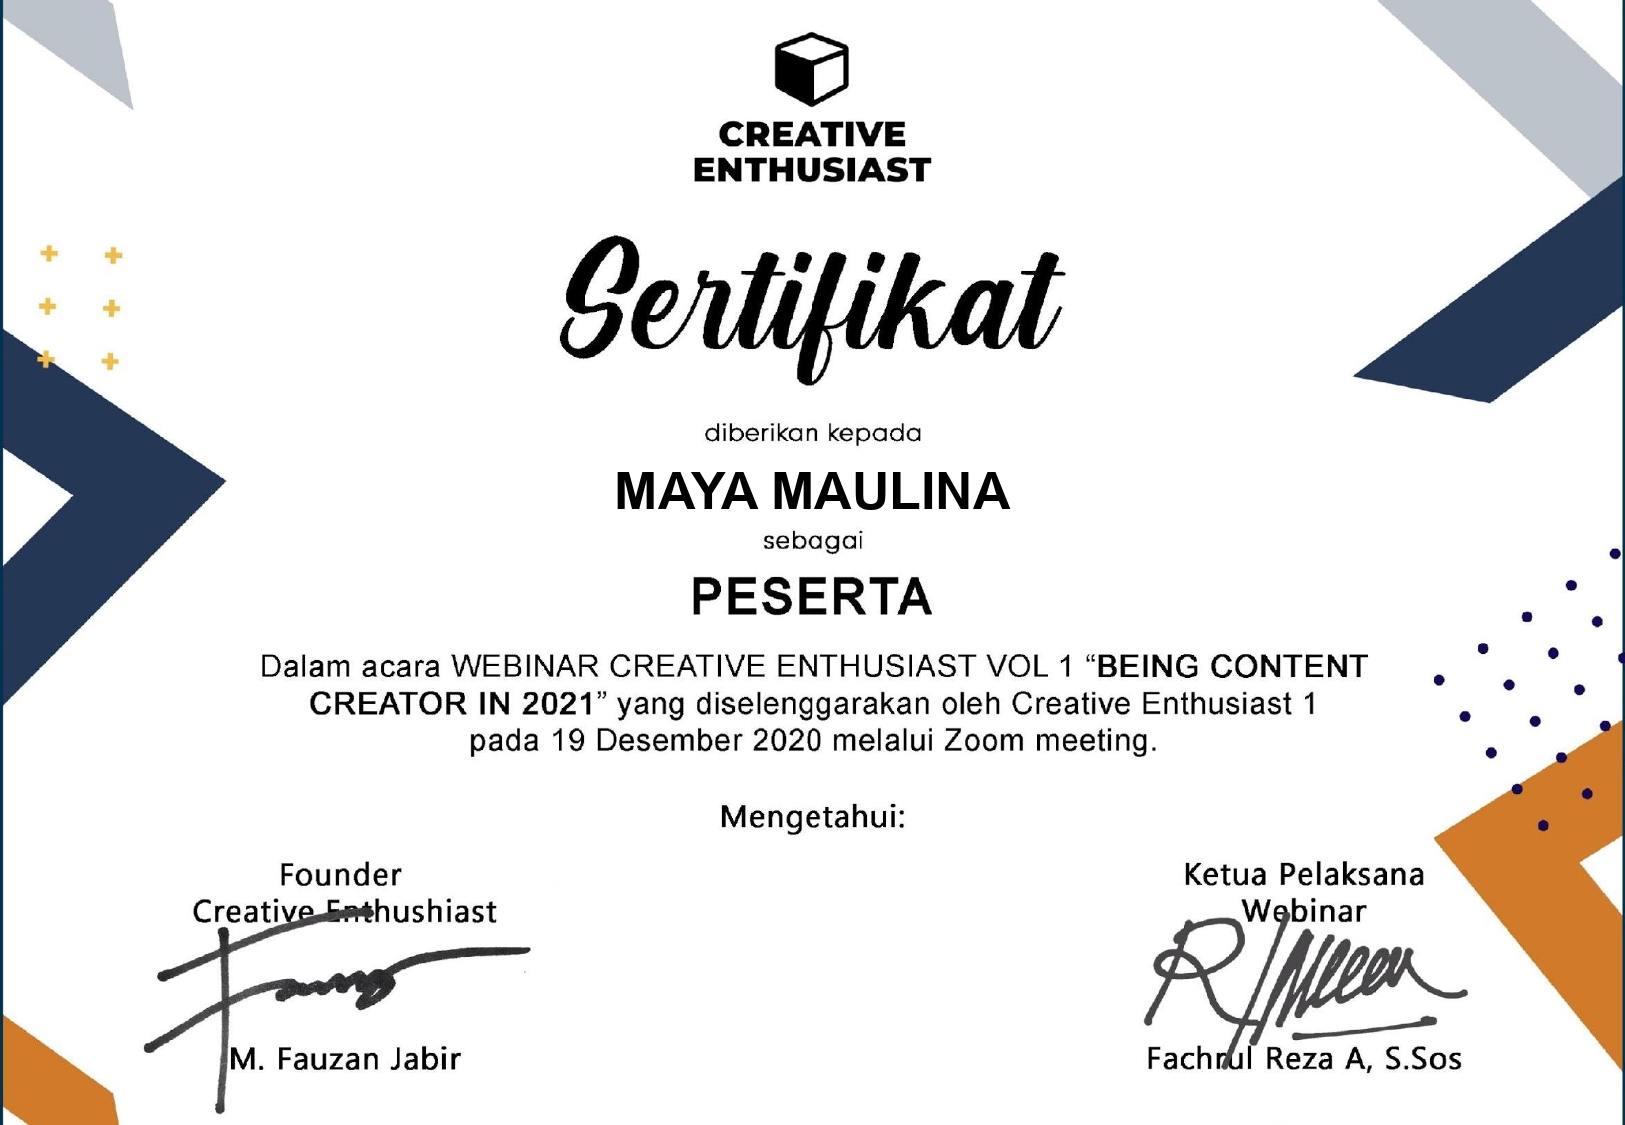 CREATIVE
ENTHUSIAST
Sertifikat
diberikan kepada
MAYA MAULINA
sebagai
PESERTA
Dalam acara WEBINAR CREATIVE ENTHUSIAST VOL 1 “BEING CONTENT
CREATOR IN 2021” yang diselenggarakan oleh Creative Enthusiast 1
pada 19 Desember 2020 melalui Zoom meeting.
Mengetahui:
Founder
Creative Enthushiast
M. Fauzan Jabir
Ketua Pelaksana
Webinar
Fachrul Reza A, S.Sos